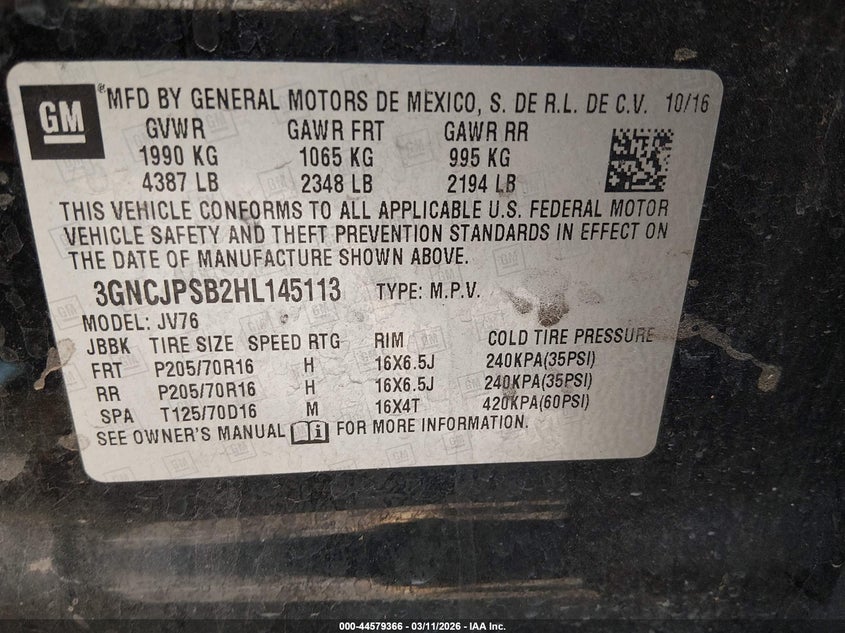 GM
® MFD BY GENERAL MOTORS DE MEXICO, S. DE R.L. DE C.V. 10/16
GVWR GAWR FRT GAWR RR
1990 KG 1065 KG 995 KG
4387 LB 2348 LB 2194 LB
THIS VEHICLE CONFORMS TO ALL APPLICABLE U.S. FEDERAL MOTOR
VEHICLE SAFETY AND THEFT PREVENTION STANDARDS IN EFFECT ON
THE DATE OF MANUFACTURE SHOWN ABOVE.
3GNCJPSB2HL145113 TYPE: M.P.V.
MODEL: JV76
JBBK TIRE SIZE SPEED RTG RIM COLD TIRE PRESSURE
FRT P205/70R16 H 16X6.5J 240KPA(35PSI)
RR P205/70R16 H 16X6.5J 240KPA(35PSI)
SPA T125/70D16 M 16X4T 420KPA(60PSI)
SEE OWNER'S MANUAL FOR MORE INFORMATION.
000-44579366 - 03/11/2026 - IAA Inc.